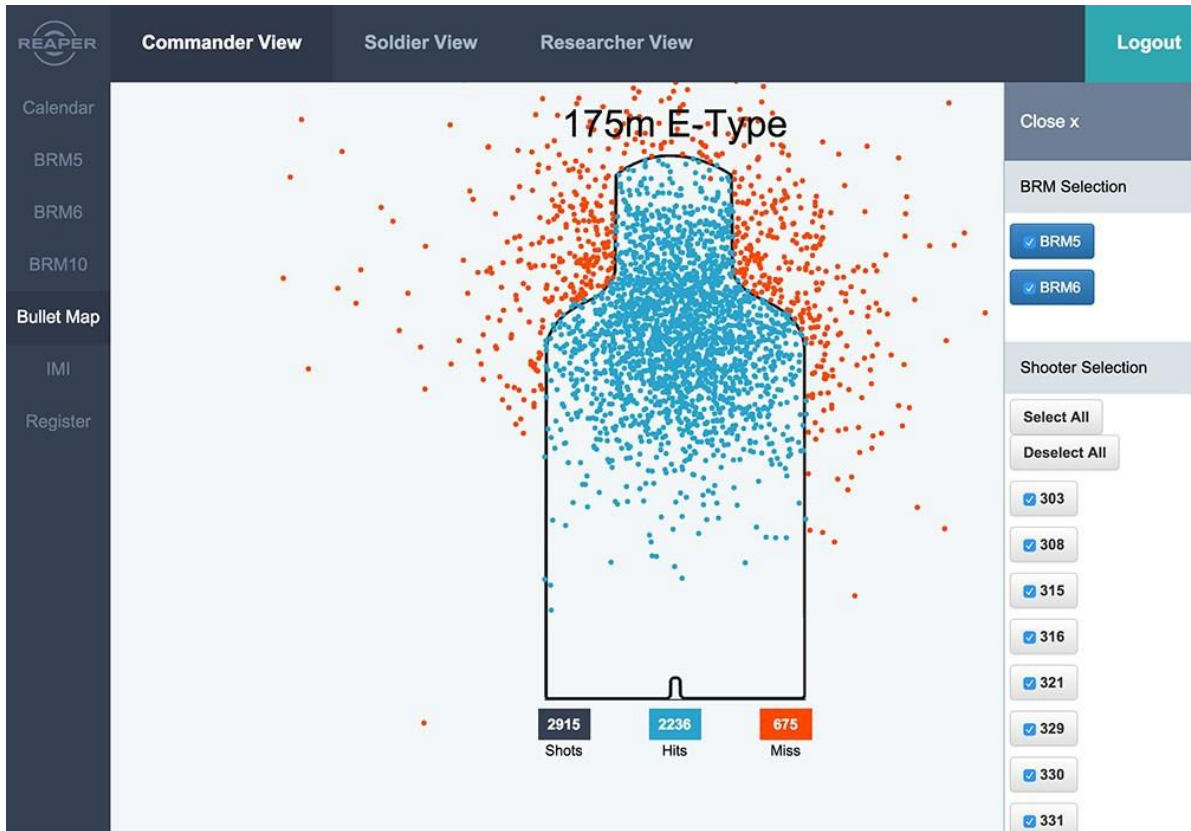 REAPER
Commander View
Soldier View
Researcher View
Logout
Calendar
BRM5
BRM6
BRM10
Bullet Map
IMI
Register
175m E-Type
2915
Shots
2236
Hits
675
Miss
Close x
BRM Selection
BRM5
BRM6
Shooter Selection
Select All
Deselect All
303
308
315
316
321
329
330
331